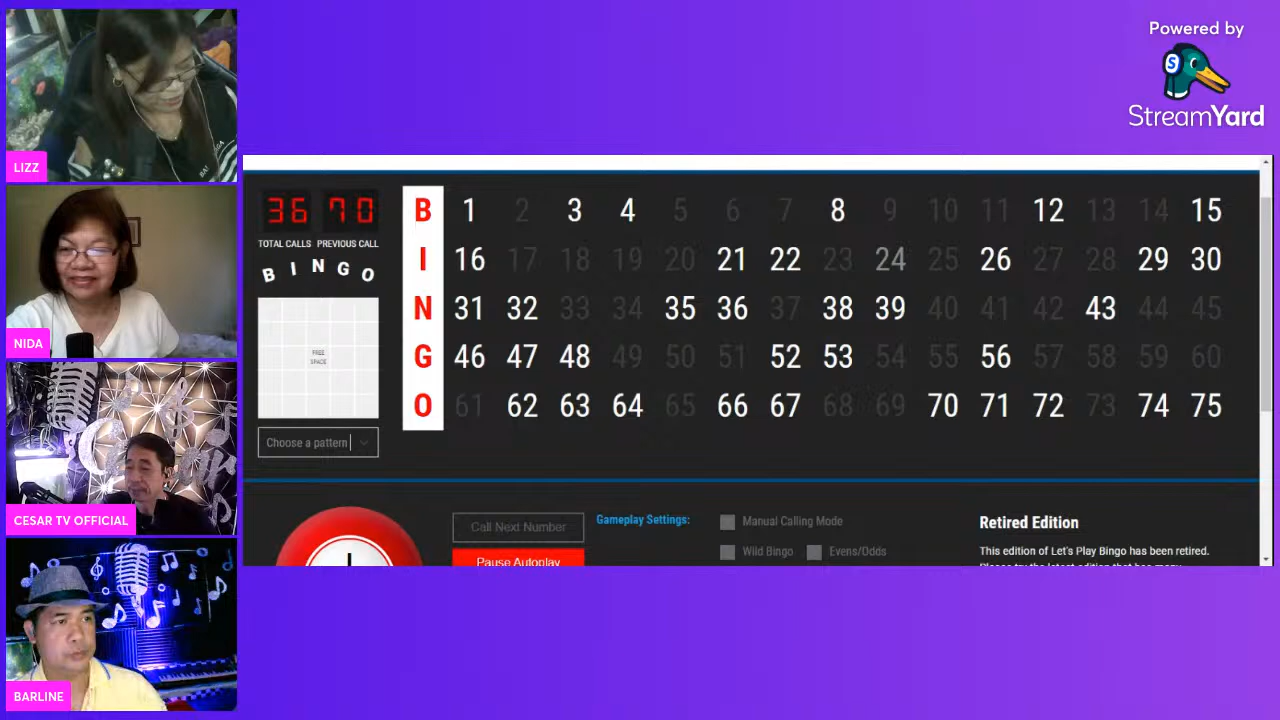 Powered by
StreamYard
LIZZ
NIDA
CESAR TV OFFICIAL
BARLINE
36 70
TOTAL CALLS PREVIOUS CALL
B I N G O
FREE
SPACE
Choose a pattern
B 1 2 3 4 5 6 7 8 9 10 11 12 13 14 15
I 16 17 18 19 20 21 22 23 24 25 26 27 28 29 30
N 31 32 33 34 35 36 37 38 39 40 41 42 43 44 45
G 46 47 48 49 50 51 52 53 54 55 56 57 58 59 60
O 61 62 63 64 65 66 67 68 69 70 71 72 73 74 75
Call Next Number
Pause Autoplay
Gameplay Settings:
Manual Calling Mode
Wild Bingo Evens/Odds
Retired Edition
This edition of Let's Play Bingo has been retired.